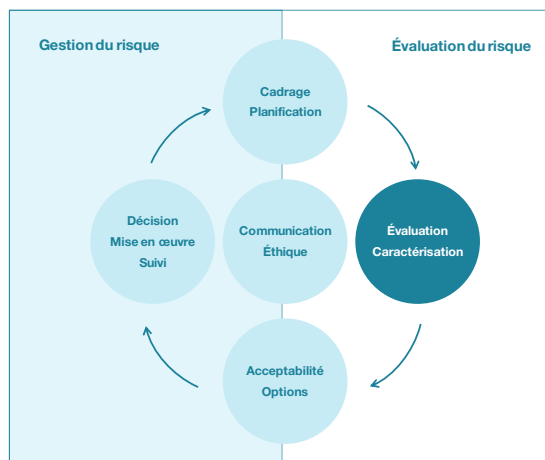 Gestion du risque
Évaluation du risque
Cadrage
Planification
Décision
Mise en œuvre
Suivi
Communication
Éthique
Évaluation
Caractérisation
Acceptabilité
Options